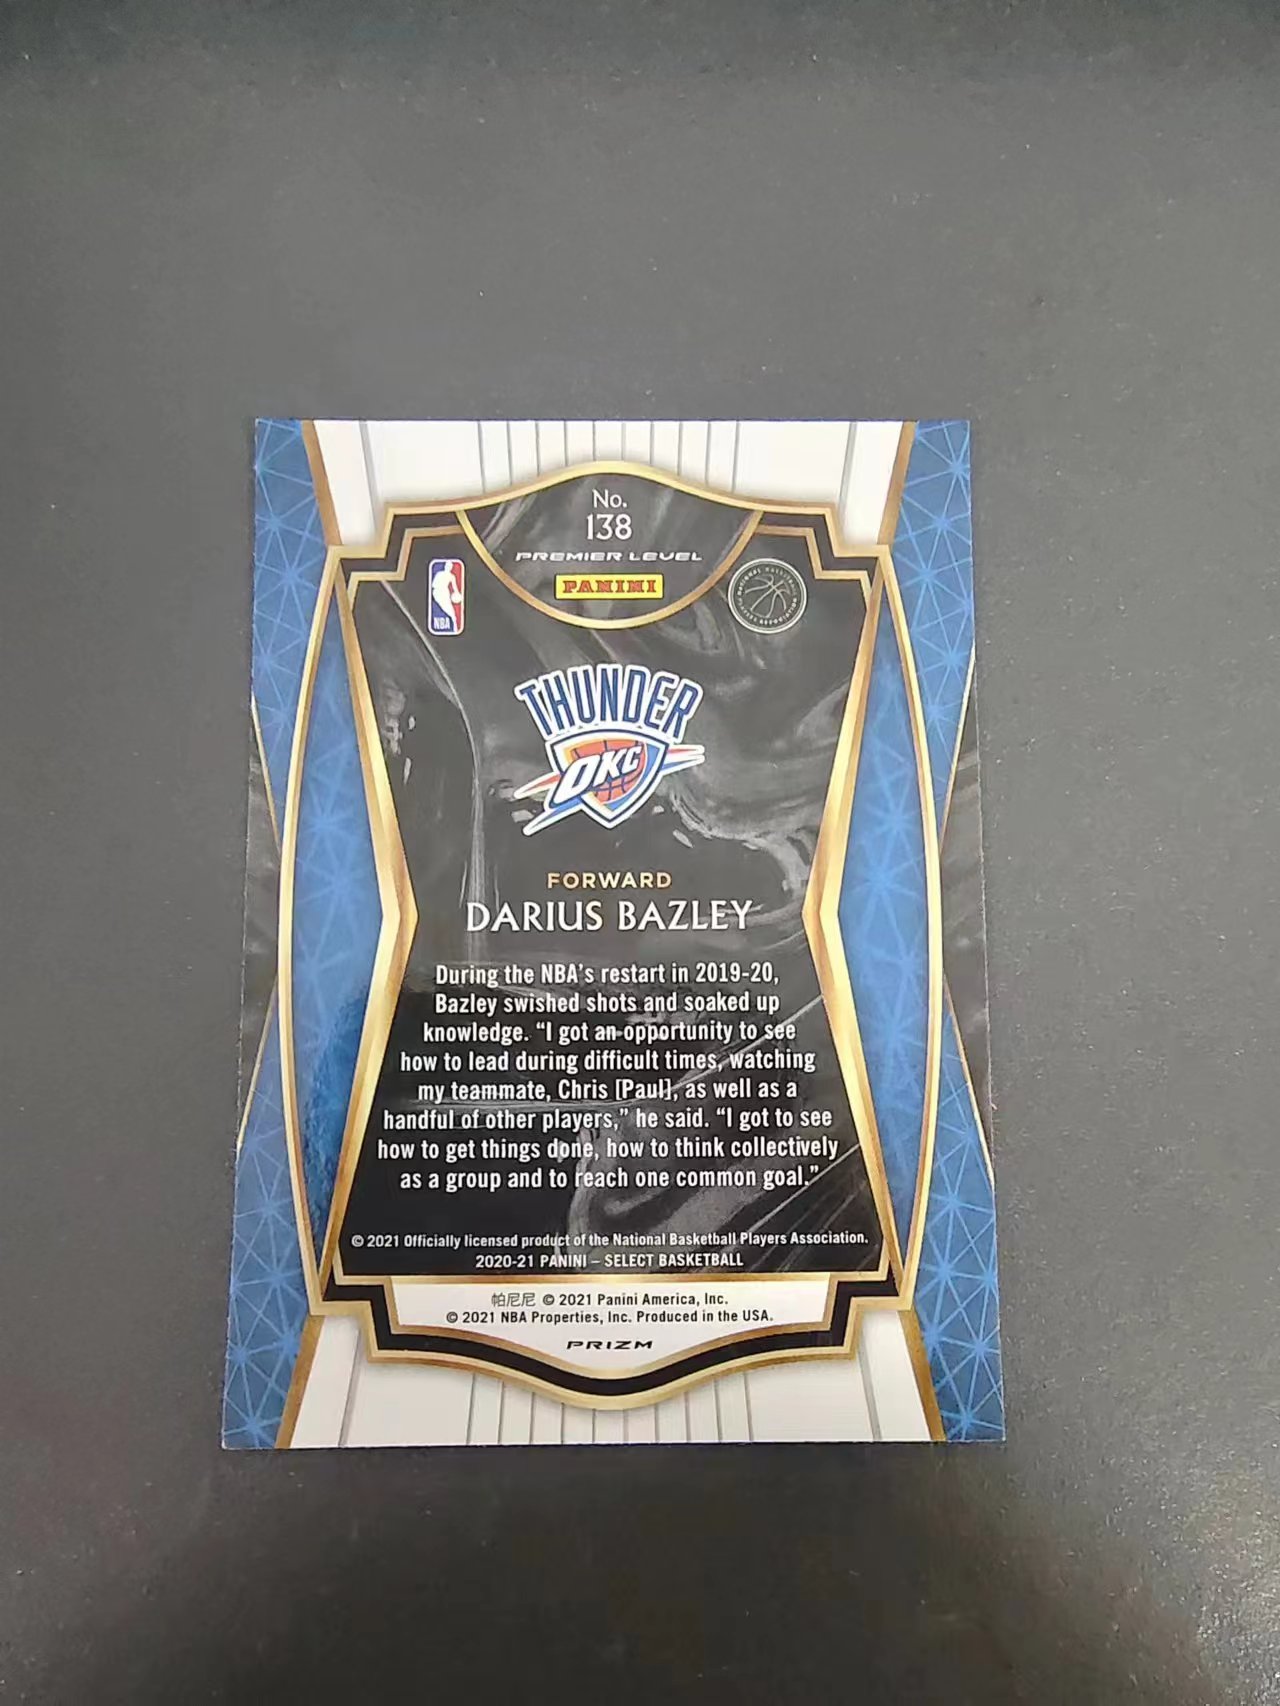 No.
138
PREMIER LEVEL
PANINI
NBA
NATIONAL BASKETBALL
PLAYERS ASSOCIATION
THUNDER
OKC
FORWARD
DARIUS BAZLEY
During the NBA's restart in 2019-20,
Bazley swished shots and soaked up
knowledge. “I got an opportunity to see
how to lead during difficult times, watching
my teammate, Chris [Paul], as well as a
handful of other players,” he said. “I got to see
how to get things done, how to think collectively
as a group and to reach one common goal.”
© 2021 Officially licensed product of the National Basketball Players Association.
2020-21 PANINI – SELECT BASKETBALL
帕尼尼 © 2021 Panini America, Inc.
© 2021 NBA Properties, Inc. Produced in the USA.
PRIZM